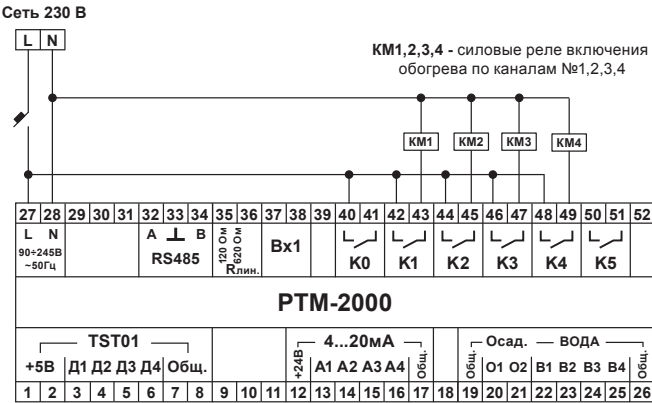 Сеть 230 В
L N
КМ1,2,3,4 - силовые реле включения
обогрева по каналам №1,2,3,4
КМ1 КМ2 КМ3 КМ4
27 28 29 30 31 32 33 34 35 36 37 38 39 40 41 42 43 44 45 46 47 48 49 50 51 52
L N
90÷245В
~50Гц
A B
RS485
120 Ом
620 Ом
Rлин.
Вх1
К0 К1 К2 К3 К4 К5
РТМ-2000
TST01
+5В Д1 Д2 Д3 Д4 Общ.
4...20мА
+24В А1 А2 А3 А4 Общ.
Осад. ВОДА
Общ. О1 О2 В1 В2 В3 В4 Общ.
1 2 3 4 5 6 7 8 9 10 11 12 13 14 15 16 17 18 19 20 21 22 23 24 25 26